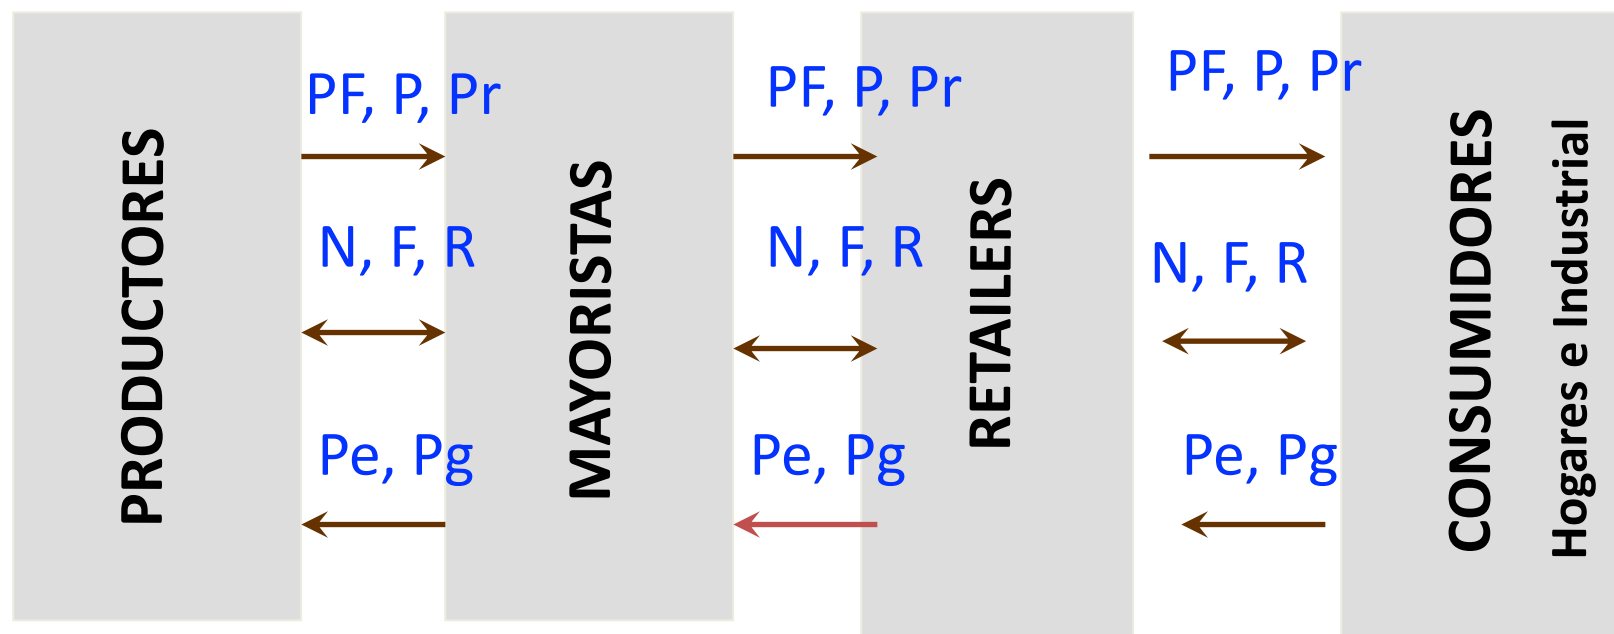 PRODUCTORES
PF, P, Pr
N, F, R
Pe, Pg
MAYORISTAS
PF, P, Pr
N, F, R
Pe, Pg
RETAILERS
PF, P, Pr
N, F, R
Pe, Pg
CONSUMIDORES
Hogares e Industrial